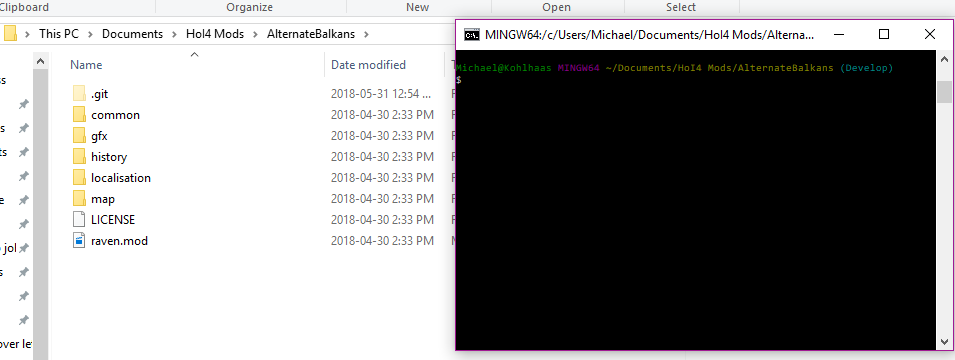 Clipboard Organize New Open Select
This PC > Documents > HoI4 Mods > AlternateBalkans >
Name Date modified
.git 2018-05-31 12:54 ...
common 2018-04-30 2:33 PM
gfx 2018-04-30 2:33 PM
history 2018-04-30 2:33 PM
localisation 2018-04-30 2:33 PM
map 2018-04-30 2:33 PM
LICENSE 2018-04-30 2:33 PM
raven.mod 2018-04-30 2:33 PM
jol
over le
MINGW64:/c/Users/Michael/Documents/HoI4 Mods/Alterna...
Michael@Kohlhaas MINGW64 ~/Documents/HoI4 Mods/AlternateBalkans (Develop)
$